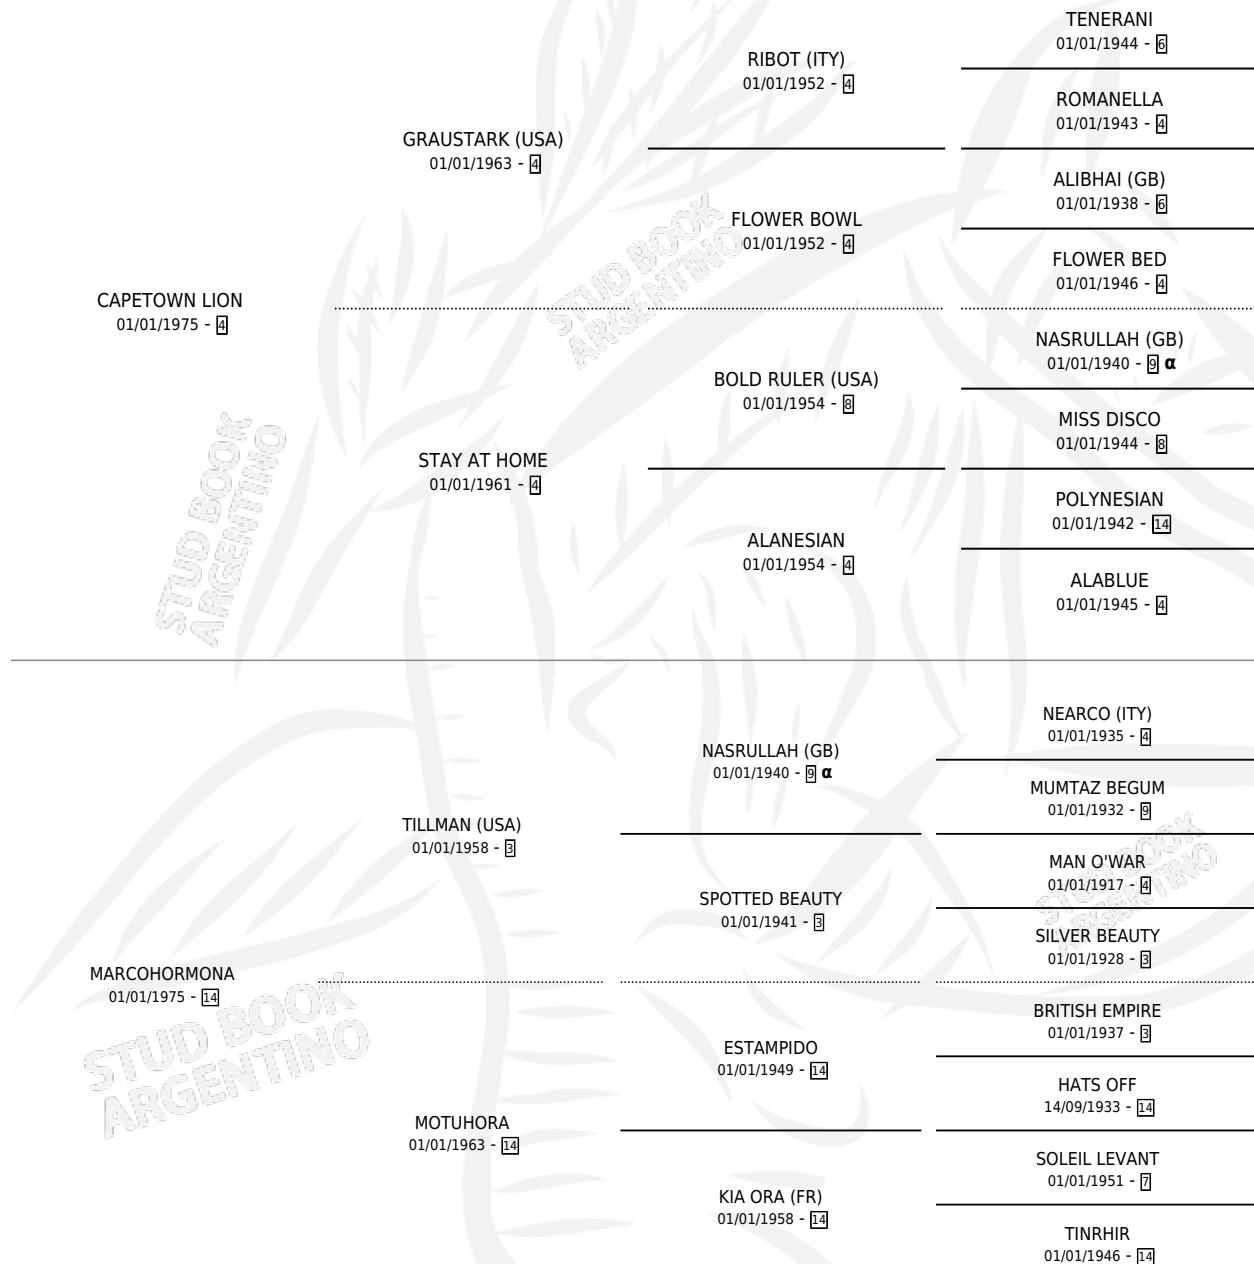 TENERANI
01/01/1944 - 6
RIBOT (ITY)
01/01/1952 - 4
ROMANELLA
01/01/1943 - 4
GRAUSTARK (USA)
01/01/1963 - 4
ALIBHAI (GB)
01/01/1938 - 6
FLOWER BOWL
01/01/1952 - 4
FLOWER BED
01/01/1946 - 4
STUD BOOK
ARGENTINO
CAPETOWN LION
01/01/1975 - 4
NASRULLAH (GB)
01/01/1940 - 9 α
BOLD RULER (USA)
01/01/1954 - 8
MISS DISCO
01/01/1944 - 8
STAY AT HOME
01/01/1961 - 4
POLYNESIAN
01/01/1942 - 14
ALANESIAN
01/01/1954 - 4
ALABLUE
01/01/1945 - 4
STUD BOOK
ARGENTINO
NEARCO (ITY)
01/01/1935 - 4
NASRULLAH (GB)
01/01/1940 - 9 α
MUMTAZ BEGUM
01/01/1932 - 9
TILLMAN (USA)
01/01/1958 - 3
MAN O'WAR
01/01/1917 - 4
SPOTTED BEAUTY
01/01/1941 - 3
STUD BOOK
ARGENTINO
SILVER BEAUTY
01/01/1928 - 3
MARCOHORMONA
01/01/1975 - 14
BRITISH EMPIRE
01/01/1937 - 3
STUD BOOK
ARGENTINO
ESTAMPIDO
01/01/1949 - 14
HATS OFF
14/09/1933 - 14
MOTUHORA
01/01/1963 - 14
SOLEIL LEVANT
01/01/1951 - 7
KIA ORA (FR)
01/01/1958 - 14
TINRHIR
01/01/1946 - 14